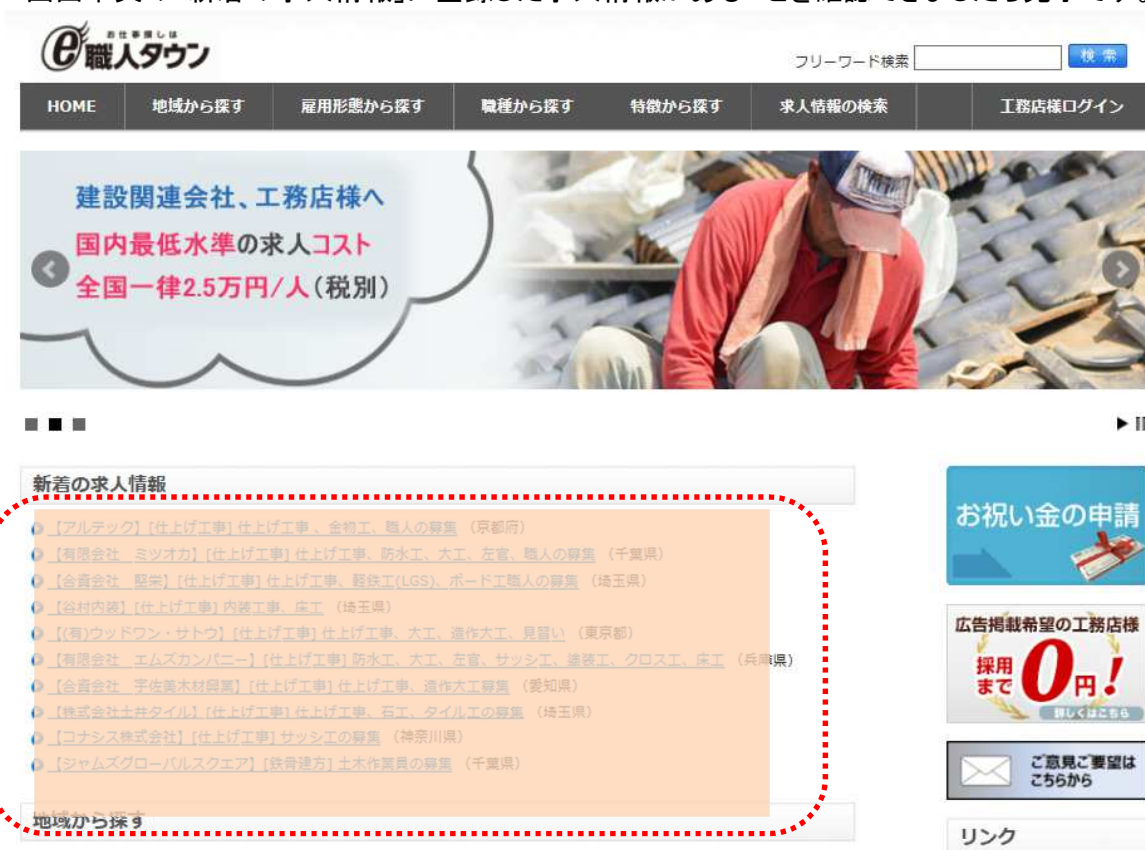 お仕事探しは
e職人タウン
フリーワード検索
検 索
HOME 地域から探す 雇用形態から探す 職種から探す 特徴から探す 求人情報の検索 工務店様ログイン
建設関連会社、工務店様へ
国内最低水準の求人コスト
全国一律2.5万円/人(税別)
新着の求人情報
【アルテック】[仕上げ工事] 仕上げ工事 、金物工、職人の募集 (京都府)
【有限会社 ミツオカ】[仕上げ工事] 仕上げ工事、防水工、大工、左官、職人の募集 (千葉県)
【合資会社 堅栄】[仕上げ工事] 仕上げ工事、軽鉄工(LGS)、ボード工職人の募集 (埼玉県)
【谷村内装】[仕上げ工事] 内装工事、床工 (埼玉県)
【(有)ウッドワン・サトウ】[仕上げ工事] 仕上げ工事、大工、造作大工、見習い (東京都)
【有限会社 エムズカンパニー】[仕上げ工事] 防水工、大工、左官、サッシ工、塗装工、クロス工、床工 (兵庫県)
【合資会社 宇佐美木材興業】[仕上げ工事] 仕上げ工事、造作大工募集 (愛知県)
【株式会社土井タイル】[仕上げ工事] 仕上げ工事、石工、タイル工の募集 (埼玉県)
【コナシス株式会社】[仕上げ工事] サッシ工の募集 (神奈川県)
【ジャムズグローバルスクエア】[鉄骨建方] 土木作業員の募集 (千葉県)
地域から探す
お祝い金の申請
広告掲載希望の工務店様
採用まで0円!
詳しくはこちら
ご意見ご要望は
こちらから
リンク